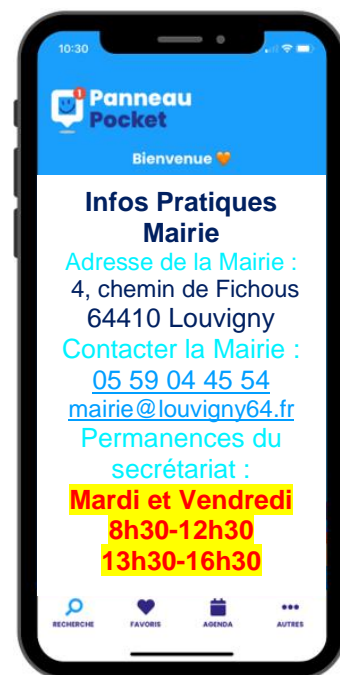 10:30
1
Panneau
Pocket
Bienvenue 🧡
Infos Pratiques
Mairie
Adresse de la Mairie :
4, chemin de Fichous
64410 Louvigny
Contacter la Mairie :
05 59 04 45 54
mairie@louvigny64.fr
Permanences du
secrétariat :
Mardi et Vendredi
8h30-12h30
13h30-16h30
RECHERCHE FAVORIS AGENDA AUTRES